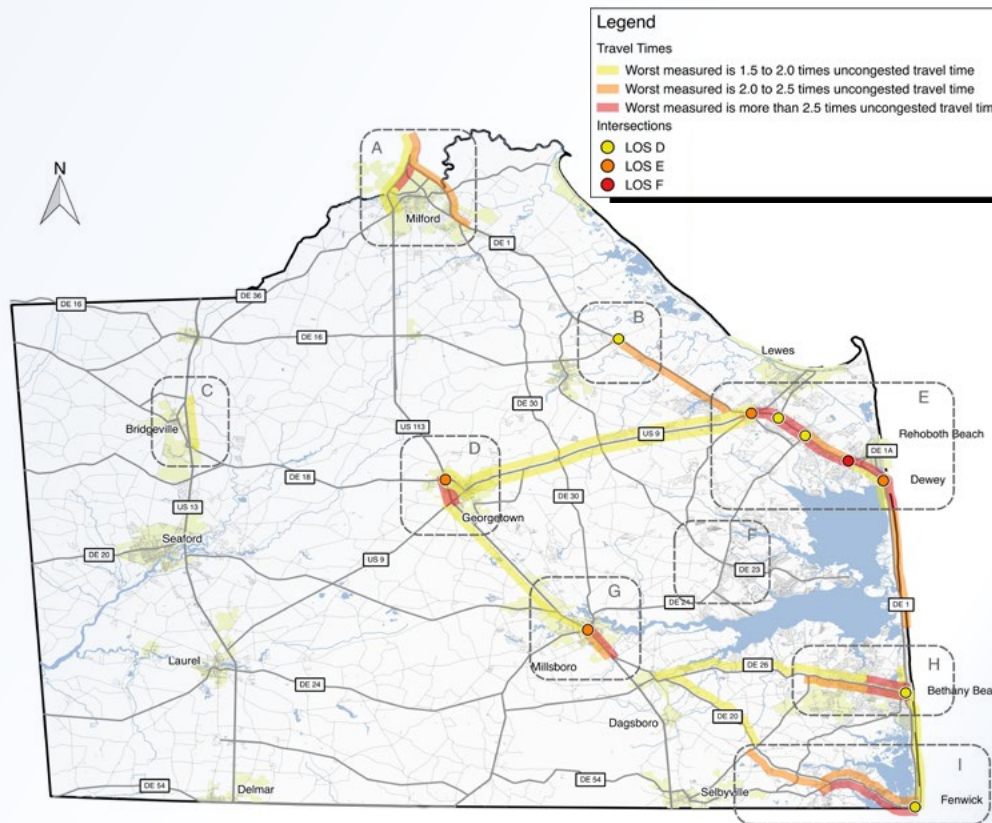 Legend
Travel Times
Worst measured is 1.5 to 2.0 times uncongested travel time
Worst measured is 2.0 to 2.5 times uncongested travel time
Worst measured is more than 2.5 times uncongested travel tim
Intersections
LOS D
LOS E
LOS F
N
A
Milford
DE 1
DE 36
DE 16
B
DE 16
Lewes
C
E
DE 30
Bridgeville
US 113
US 9
Rehoboth Beach
DE 1A
D
DE 18
Dewey
US 13
DE 30
Georgetown
Seaford
F
DE 20
US 9
DE 23
G
DE 24
DE 1
H
Millsboro
DE 26
Laurel
DE 24
Bethany Bea
Dagsboro
DE 20
I
DE 54
DE 54
Delmar
Selbyville
Fenwick